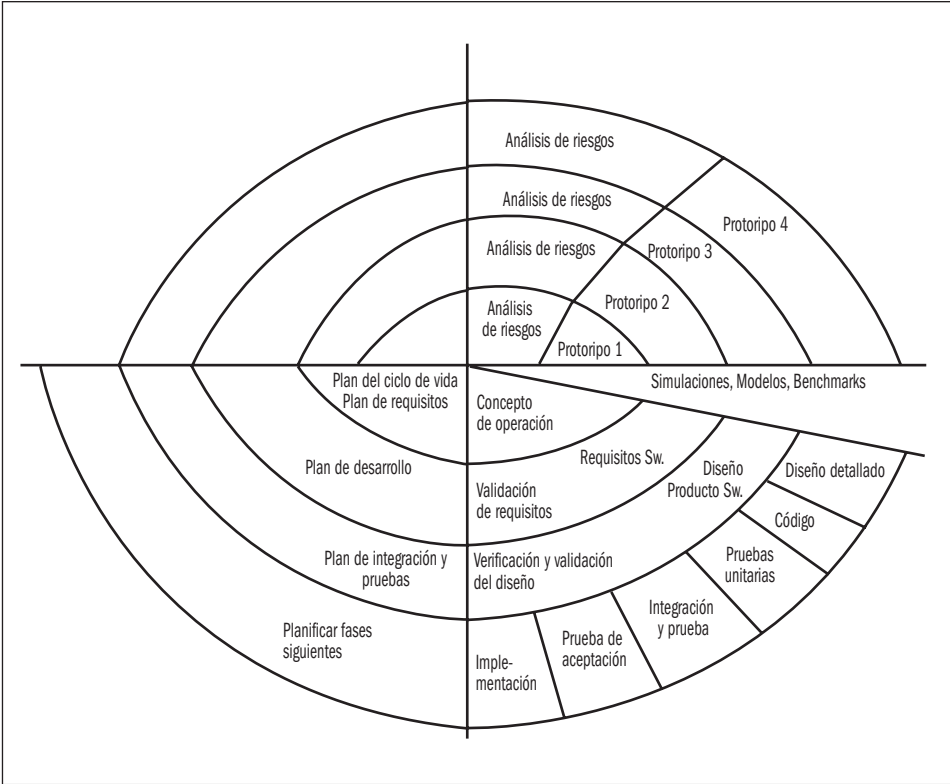 Análisis de riesgos
Análisis de riesgos
Análisis de riesgos
Análisis
de riesgos
Protoripo 1
Protoripo 2
Protoripo 3
Protoripo 4
Simulaciones, Modelos, Benchmarks
Plan del ciclo de vida
Plan de requisitos
Concepto
de operación
Plan de desarrollo
Requisitos Sw.
Validación
de requisitos
Diseño
Producto Sw.
Diseño detallado
Código
Pruebas
unitarias
Plan de integración y
pruebas
Verificación y validación
del diseño
Integración
y prueba
Planificar fases
siguientes
Prueba de
aceptación
Imple-
mentación